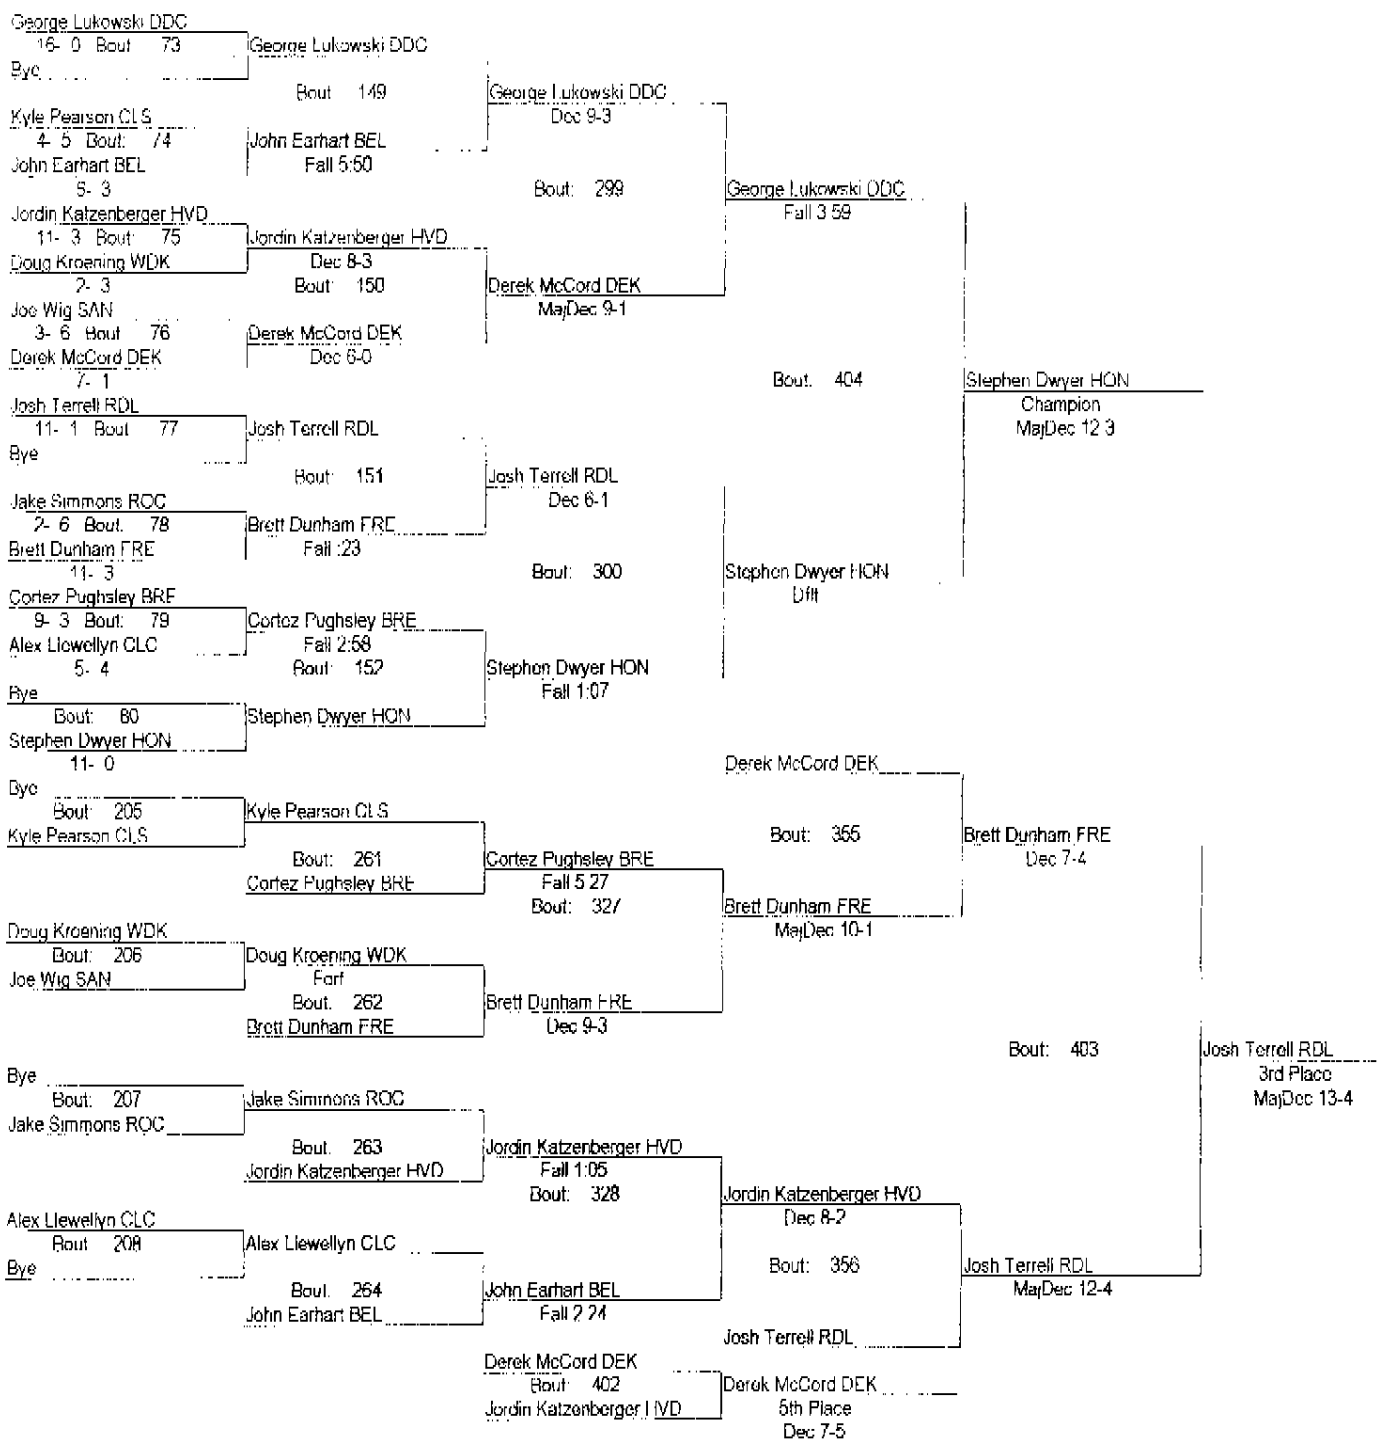 George Lukowski DDC
16- 0 Bout 73
George Lukowski DDC
Bye
Bout 149
George Lukowski DDC
Dec 9-3
Kyle Pearson CLS
4- 5 Bout: 74
John Earhart BEL
Fall 5:50
John Earhart BEL
6- 3
Bout: 299
George Lukowski DDC
Fall 3 59
Jordin Katzenberger HVD
11- 3 Bout: 75
Jordin Katzenberger HVD
Dec 8-3
Doug Kroening WDK
2- 3
Bout: 150
Derek McCord DEK
MajDec 9-1
Joe Wig SAN
3- 6 Bout 76
Derek McCord DEK
Dec 6-0
Derek McCord DEK
7- 1
Bout. 404
Stephen Dwyer HON
Champion
MajDec 12 3
Josh Terrell RDL
11- 1 Bout 77
Josh Terrell RDL
Bye
Bout: 151
Josh Terrell RDL
Dec 6-1
Jake Simmons ROC
2- 6 Bout. 78
Brett Dunham FRE
Fall :23
Brett Dunham FRE
11- 3
Bout: 300
Stephen Dwyer HON
Dflt
Cortez Pughsley BRE
9- 3 Bout: 79
Cortez Pughsley BRE
Fall 2:58
Alex Llewellyn CLC
5- 4
Bout: 152
Stephen Dwyer HON
Fall 1:07
Bye
Bout: 80
Stephen Dwyer HON
Stephen Dwyer HON
11- 0
Derek McCord DEK
Bye
Bout: 205
Kyle Pearson CLS
Kyle Pearson CLS
Bout: 355
Brett Dunham FRE
Dec 7-4
Bout: 261
Cortez Pughsley BRE
Fall 5 27
Cortez Pughsley BRE
Bout: 327
Brett Dunham FRE
MajDec 10-1
Doug Kroening WDK
Bout: 206
Doug Kroening WDK
Forf
Joe Wig SAN
Bout. 262
Brett Dunham FRE
Dec 9-3
Brett Dunham FRE
Bout: 403
Josh Terrell RDL
3rd Place
MajDec 13-4
Bye
Bout: 207
Jake Simmons ROC
Jake Simmons ROC
Bout. 263
Jordin Katzenberger HVD
Fall 1:05
Jordin Katzenberger HVD
Bout: 328
Jordin Katzenberger HVD
Dec 8-2
Alex Llewellyn CLC
Bout 208
Alex Llewellyn CLC
Bye
Bout: 356
Josh Terrell RDL
MajDec 12-4
Bout. 264
John Earhart BEL
Fall 2 24
John Earhart BEL
Josh Terrell RDL
Derek McCord DEK
Bout: 402
Derek McCord DEK
5th Place
Dec 7-5
Jordin Katzenberger HVD